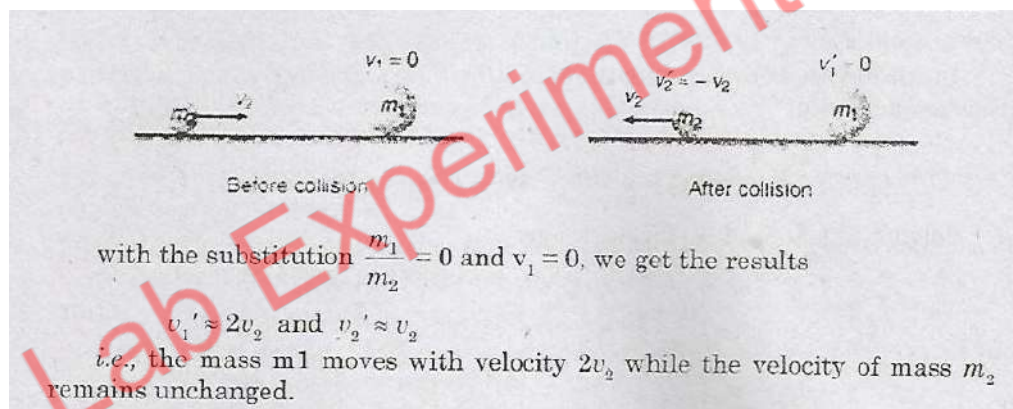 v₁ = 0
v₂
m₁
Before collision
v₂' = - v₂
v₂
m₂
v₁' 0
m₁
After collision
with the substitution m₁/m₂ = 0 and v₁ = 0, we get the results
v₁' ≈ 2v₂ and v₂' ≈ v₂
i.e., the mass m1 moves with velocity 2v₂ while the velocity of mass m₂
remains unchanged.
Lab Experiment